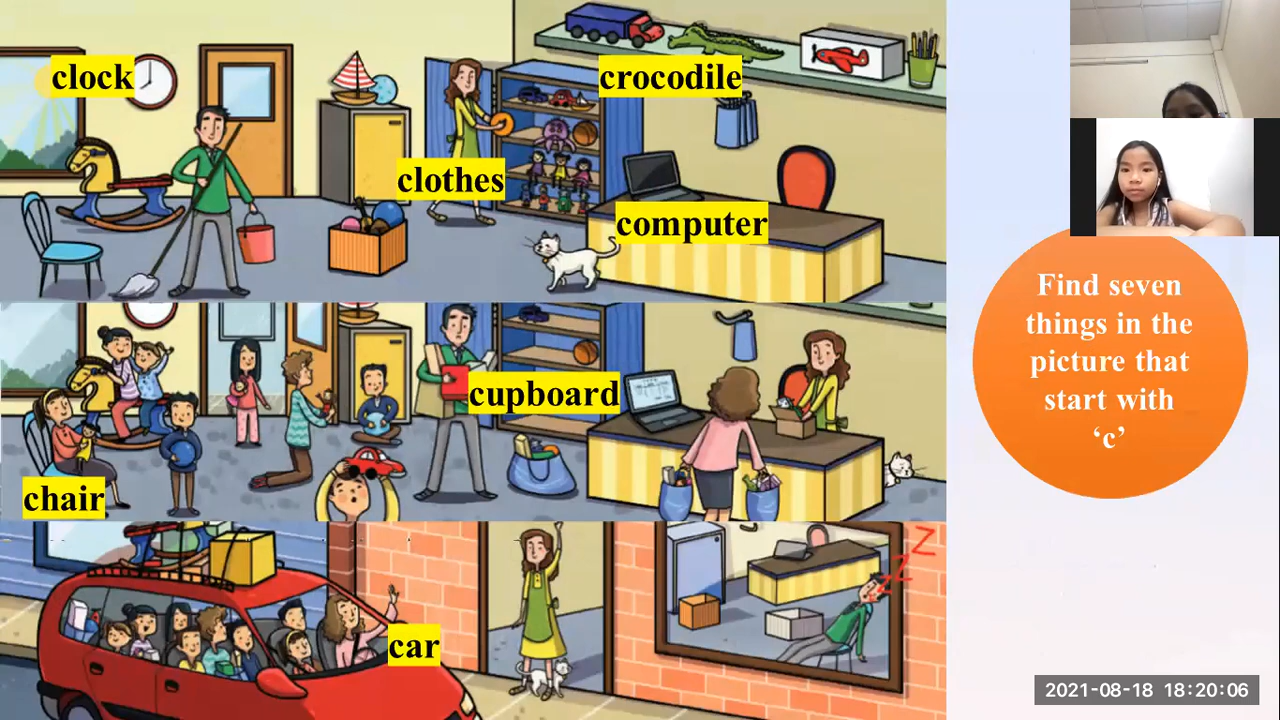 clock
crocodile
clothes
computer
cupboard
chair
car
Z
Z
Z
Find seven
things in the
picture that
start with
‘c’
2021-08-18 18:20:06